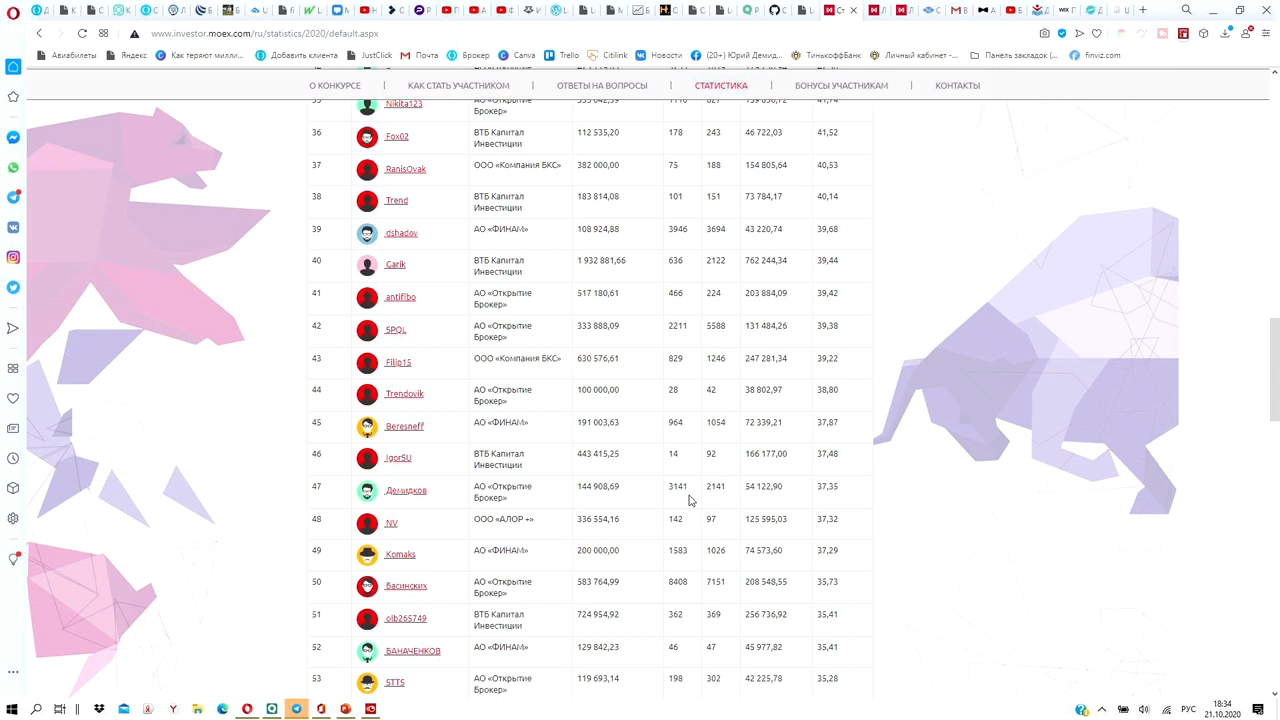 www.investor.moex.com/ru/statistics/2020/default.aspx
Авиабилеты Яндекс Как теряют милли... Добавить клиента JustClick Почта Брокер Canva Trello Citilink Новости (20+) Юрий Демид... ТинькоффБанк Личный кабинет -... Панель закладок (... finviz.com
О КОНКУРСЕ КАК СТАТЬ УЧАСТНИКОМ ОТВЕТЫ НА ВОПРОСЫ СТАТИСТИКА БОНУСЫ УЧАСТНИКАМ КОНТАКТЫ
Nikita123 Брокер»
36 Fox02 ВТБ Капитал Инвестиции 112 535,20 178 243 46 722,03 41,52
37 RanisOvak ООО «Компания БКС» 382 000,00 75 188 154 805,64 40,53
38 Trend ВТБ Капитал Инвестиции 183 814,08 101 151 73 784,17 40,14
39 dshadov АО «ФИНАМ» 108 924,88 3946 3694 43 220,74 39,68
40 Garik ВТБ Капитал Инвестиции 1 932 881,66 636 2122 762 244,34 39,44
41 antifibo АО «Открытие Брокер» 517 180,61 466 224 203 884,09 39,42
42 SPQL АО «Открытие Брокер» 333 888,09 2211 5588 131 484,26 39,38
43 Filip15 ООО «Компания БКС» 630 576,61 829 1246 247 281,34 39,22
44 Trendovik АО «Открытие Брокер» 100 000,00 28 42 38 802,97 38,80
45 Beresneff АО «ФИНАМ» 191 003,63 964 1054 72 339,21 37,87
46 IgorSU ВТБ Капитал Инвестиции 443 415,25 14 92 166 177,00 37,48
47 Демидков АО «Открытие Брокер» 144 908,69 3141 2141 54 122,90 37,35
48 NV ООО «АЛОР +» 336 554,16 142 97 125 595,03 37,32
49 Komaks АО «ФИНАМ» 200 000,00 1583 1026 74 573,60 37,29
50 Басинских АО «Открытие Брокер» 583 764,99 8408 7151 208 548,55 35,73
51 olb265749 ВТБ Капитал Инвестиции 724 954,92 362 369 256 736,92 35,41
52 БАНАЧЕНКОВ АО «ФИНАМ» 129 842,23 46 47 45 977,82 35,41
53 STTS АО «Открытие Брокер» 119 693,14 198 302 42 225,78 35,28
РУС
18:34
21.10.2020